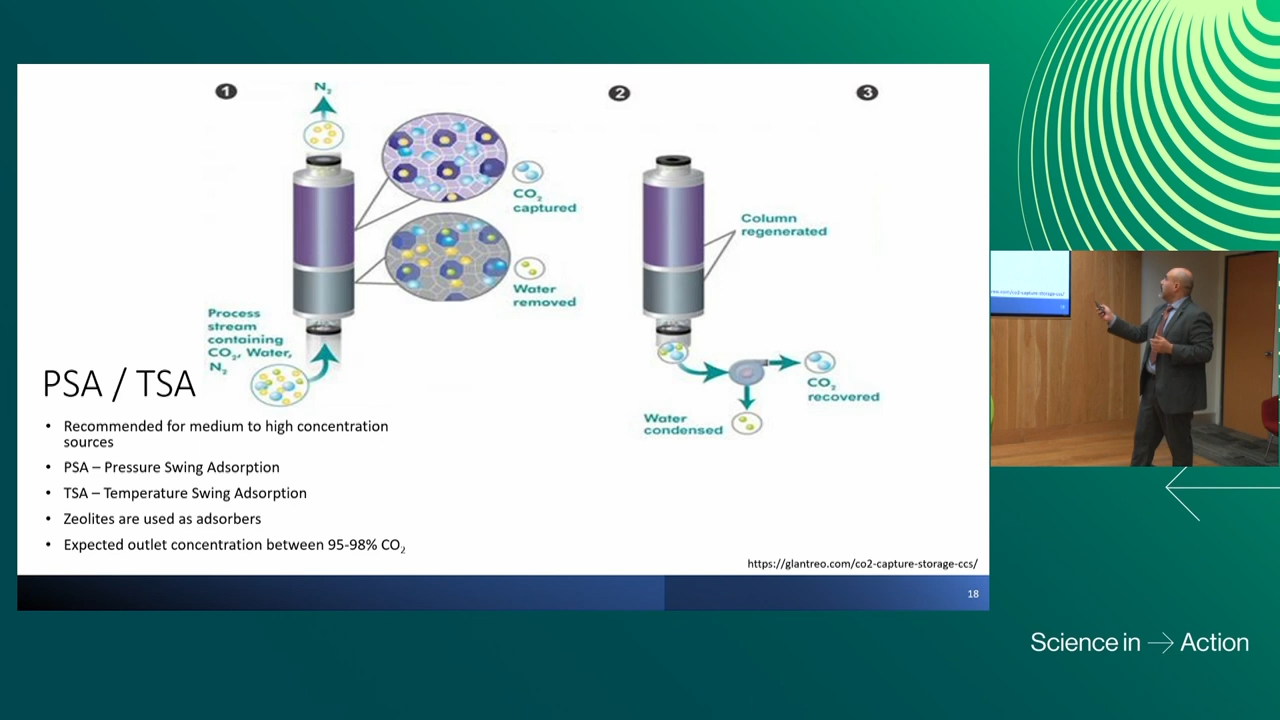 1
2
3
N2
CO2
captured
Water
removed
Process
stream
containing
CO2, Water,
N2
Column
regenerated
CO2
recovered
Water
condensed
PSA / TSA
• Recommended for medium to high concentration
sources
• PSA – Pressure Swing Adsorption
• TSA – Temperature Swing Adsorption
• Zeolites are used as adsorbers
• Expected outlet concentration between 95-98% CO2
https://glantreo.com/co2-capture-storage-ccs/
18
Science in → Action